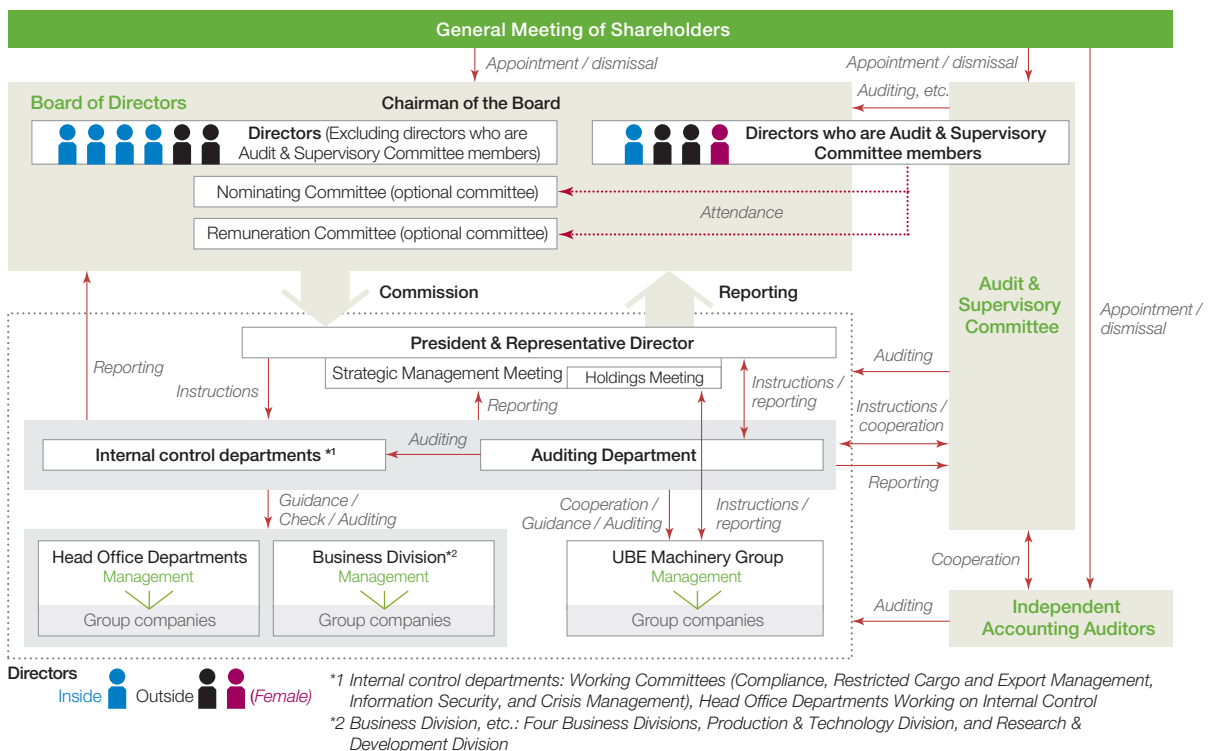 General Meeting of Shareholders
Appointment / dismissal
Appointment / dismissal
Board of Directors
Chairman of the Board
Auditing, etc.
Directors (Excluding directors who are
Audit & Supervisory Committee members)
Directors who are Audit & Supervisory
Committee members
Nominating Committee (optional committee)
Attendance
Remuneration Committee (optional committee)
Commission
Reporting
Audit &
Supervisory
Committee
Appointment /
dismissal
President & Representative Director
Strategic Management Meeting
Holdings Meeting
Reporting
Instructions
Reporting
Instructions /
reporting
Auditing
Instructions /
cooperation
Internal control departments *1
Auditing
Auditing Department
Reporting
Guidance /
Check / Auditing
Cooperation /
Guidance / Auditing
Instructions /
reporting
Head Office Departments
Management
Group companies
Business Division*2
Management
Group companies
UBE Machinery Group
Management
Group companies
Cooperation
Auditing
Independent
Accounting Auditors
Directors
Inside
Outside
(Female)
*1 Internal control departments: Working Committees (Compliance, Restricted Cargo and Export Management,
Information Security, and Crisis Management), Head Office Departments Working on Internal Control
*2 Business Division, etc.: Four Business Divisions, Production & Technology Division, and Research &
Development Division